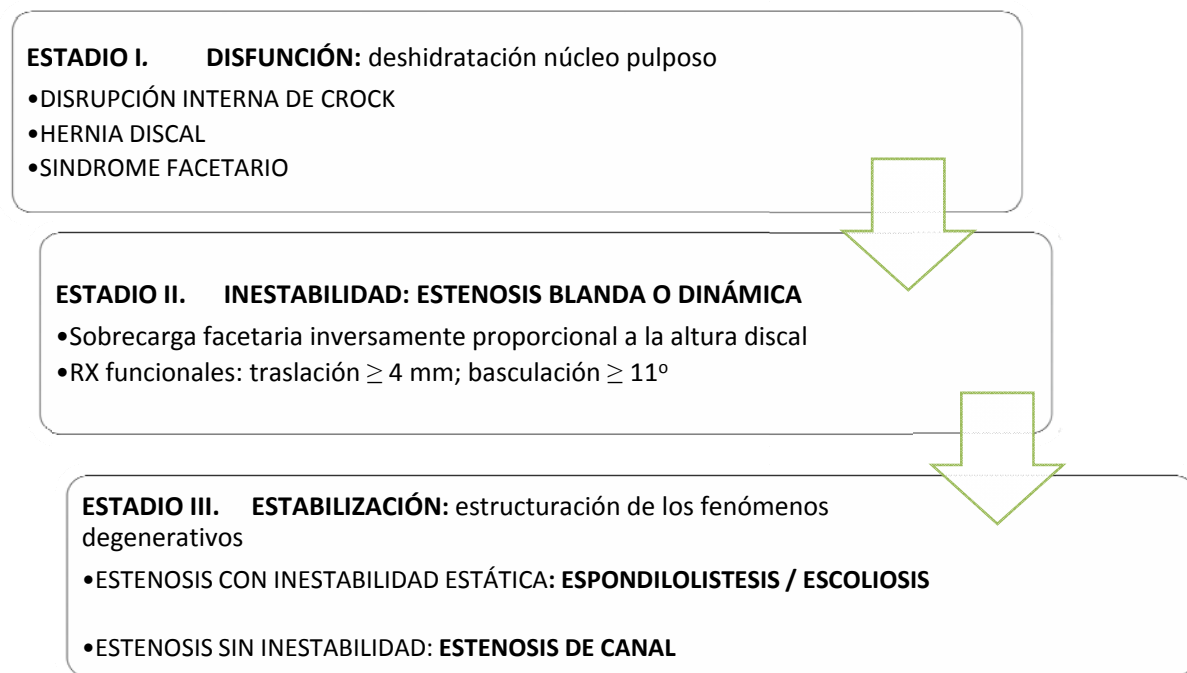 ESTADIO I. DISFUNCIÓN: deshidratación núcleo pulposo
•DISRUPCIÓN INTERNA DE CROCK
•HERNIA DISCAL
•SINDROME FACETARIO
ESTADIO II. INESTABILIDAD: ESTENOSIS BLANDA O DINÁMICA
•Sobrecarga facetaria inversamente proporcional a la altura discal
•RX funcionales: traslación ≥ 4 mm; basculación ≥ 11º
ESTADIO III. ESTABILIZACIÓN: estructuración de los fenómenos
degenerativos
•ESTENOSIS CON INESTABILIDAD ESTÁTICA: ESPONDILOLISTESIS / ESCOLIOSIS
•ESTENOSIS SIN INESTABILIDAD: ESTENOSIS DE CANAL